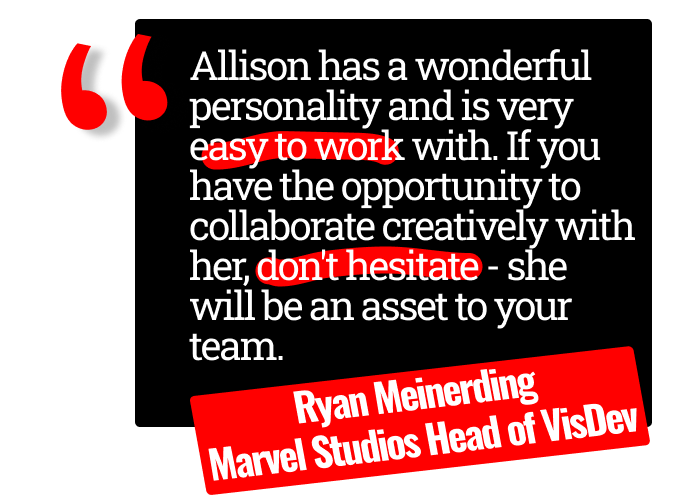 “
Allison has a wonderful
personality and is very
easy to work with. If you
have the opportunity to
collaborate creatively with
her, don't hesitate - she
will be an asset to your
team.
Ryan Meinerding
Marvel Studios Head of VisDev